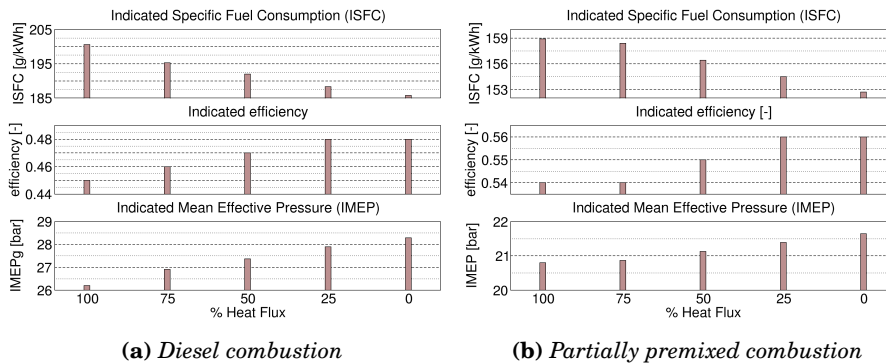 Indicated Specific Fuel Consumption (ISFC)
205
195
185
ISFC [g/kWh]
Indicated efficiency
0.48
0.46
0.44
efficiency [-]
Indicated Mean Effective Pressure (IMEP)
29
28
27
26
IMEPg [bar]
100 75 50 25 0
% Heat Flux
(a) Diesel combustion
Indicated Specific Fuel Consumption (ISFC)
159
156
153
ISFC [g/kWh]
Indicated efficiency [-]
0.56
0.55
0.54
efficiency [-]
Indicated Mean Effective Pressure (IMEP)
22
21
20
IMEP [bar]
100 75 50 25 0
% Heat Flux
(b) Partially premixed combustion